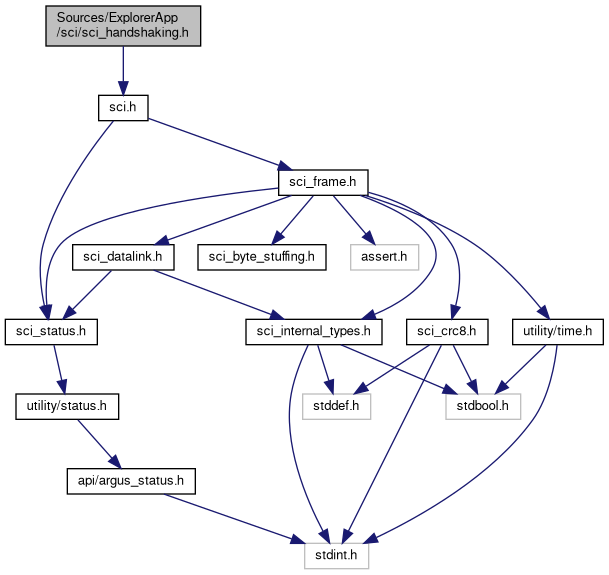 Sources/ExplorerApp
/sci/sci_handshaking.h
sci.h
sci_frame.h
sci_datalink.h
sci_byte_stuffing.h
assert.h
sci_status.h
sci_internal_types.h
sci_crc8.h
utility/time.h
utility/status.h
stddef.h
stdbool.h
api/argus_status.h
stdint.h